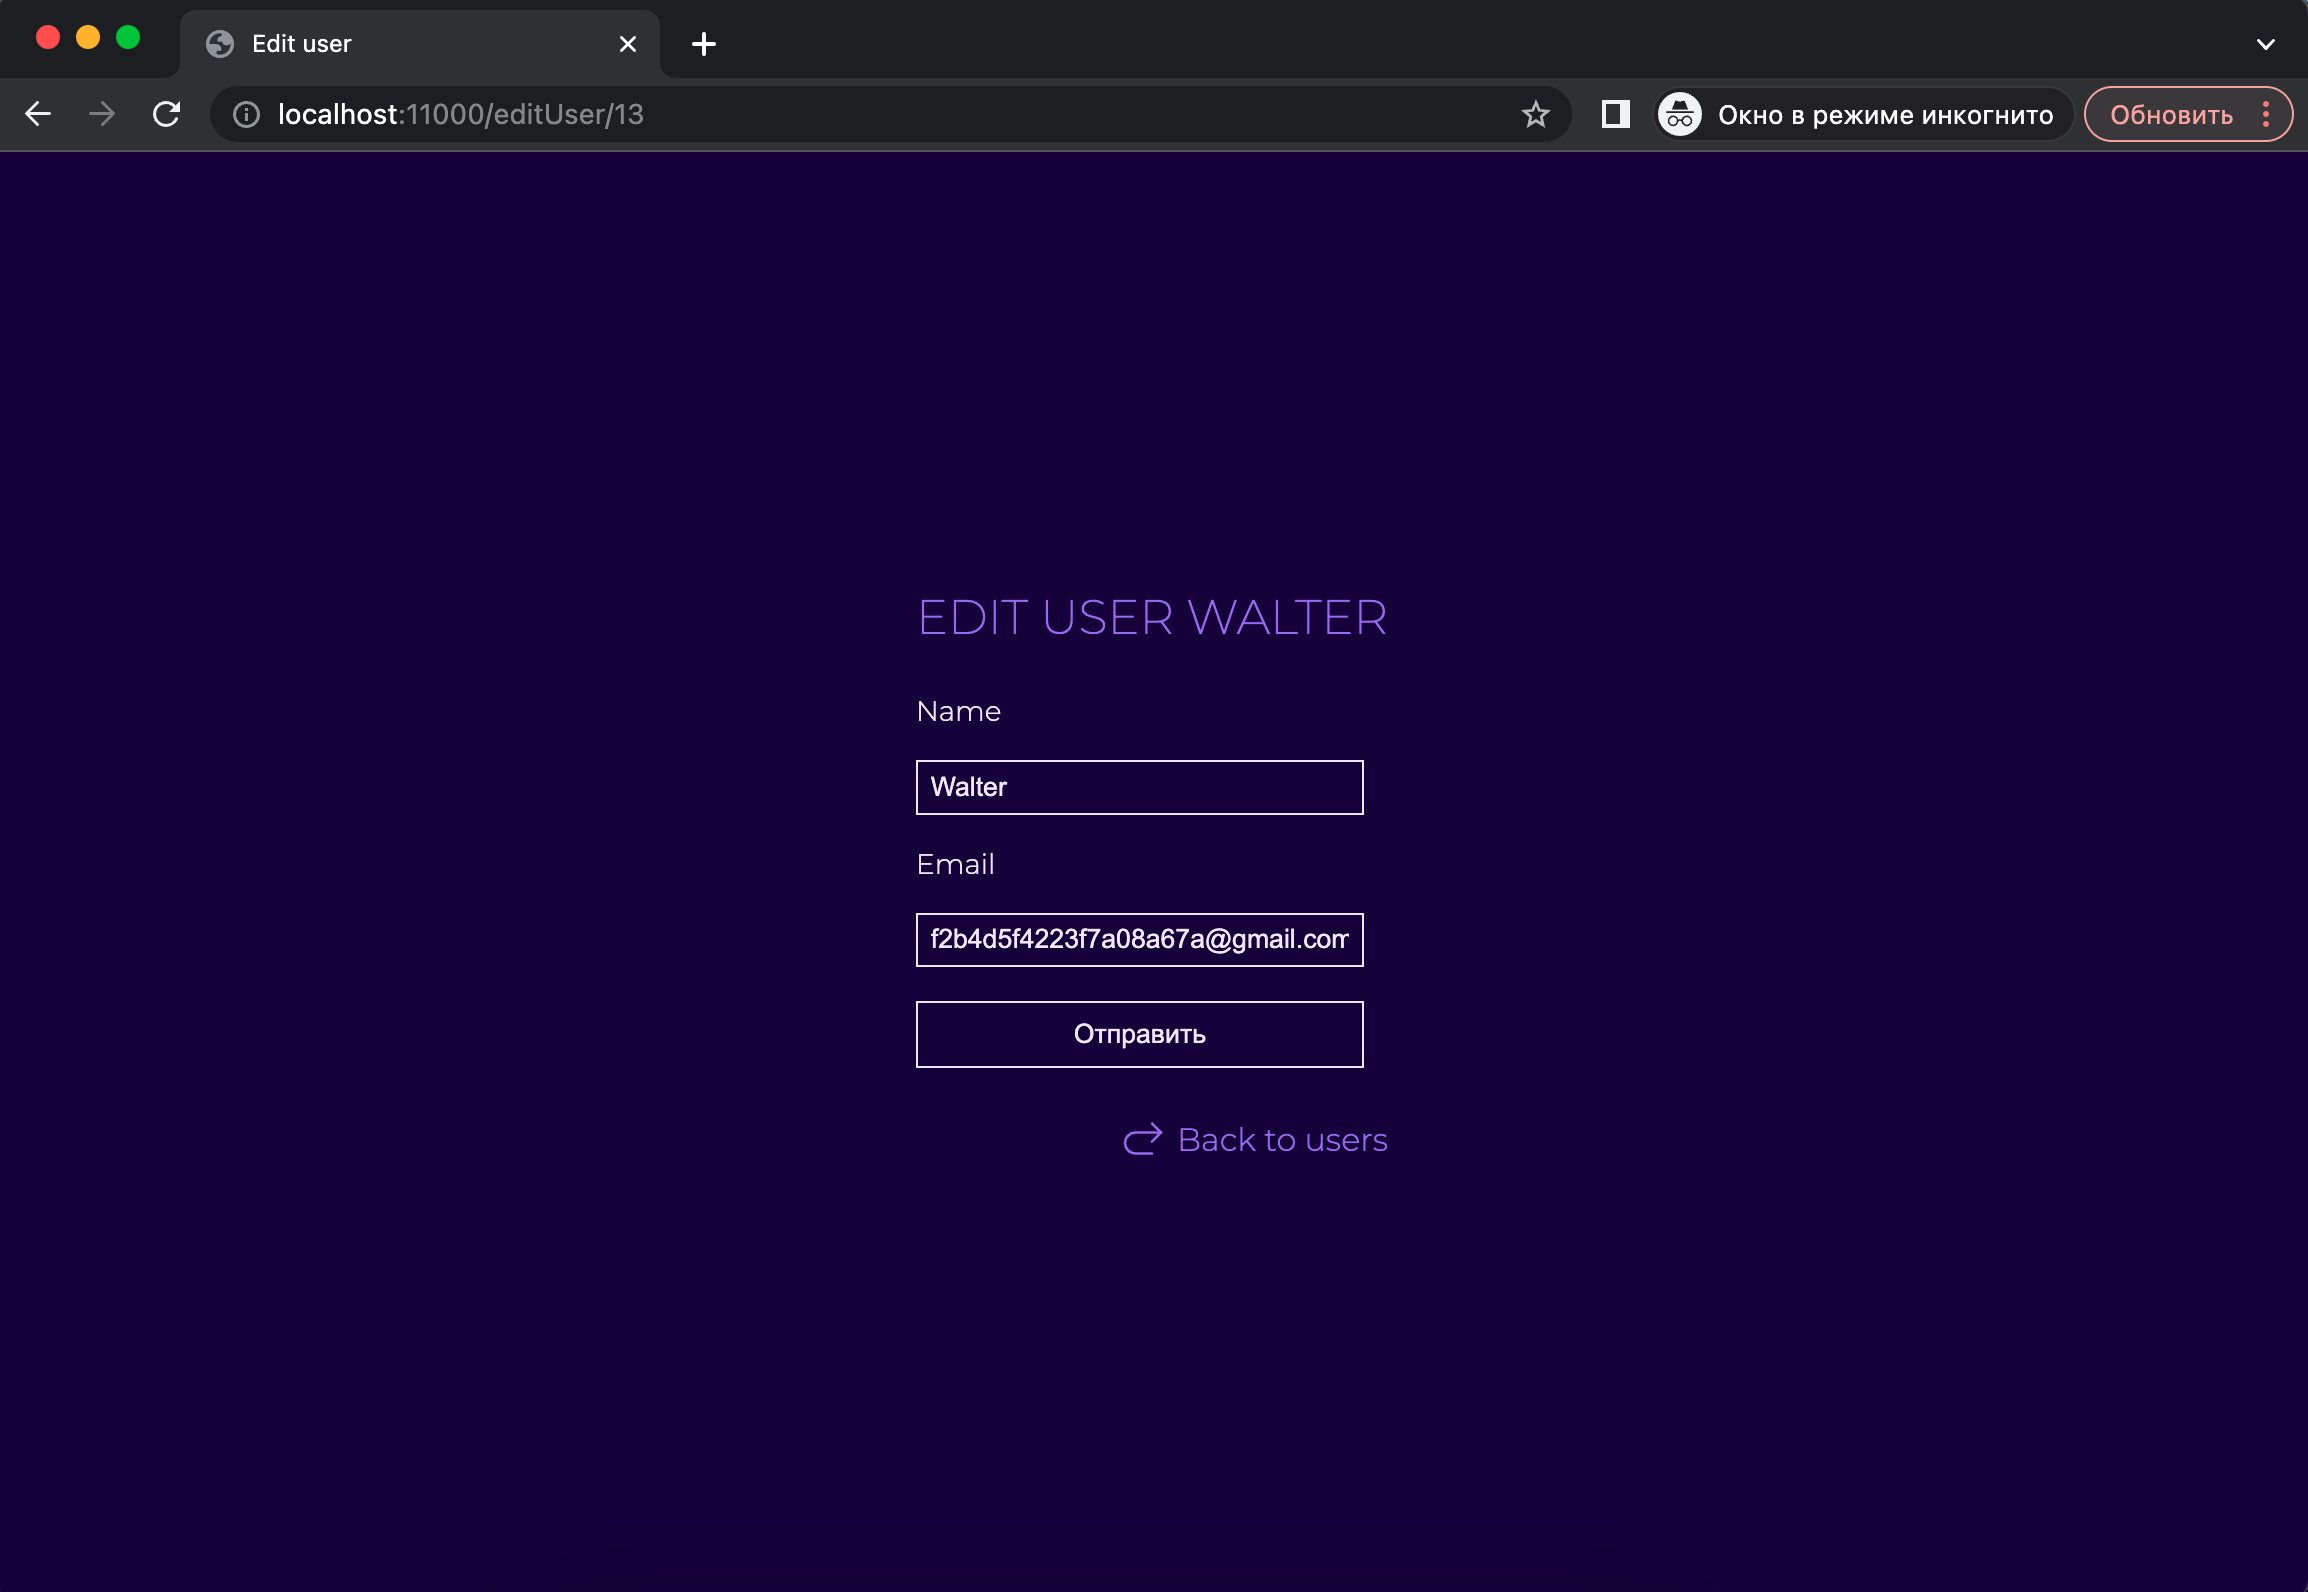 Edit user
localhost:11000/editUser/13
Окно в режиме инкогнито
Обновить
EDIT USER WALTER
Name
Walter
Email
f2b4d5f4223f7a08a67a@gmail.com
Отправить
Back to users